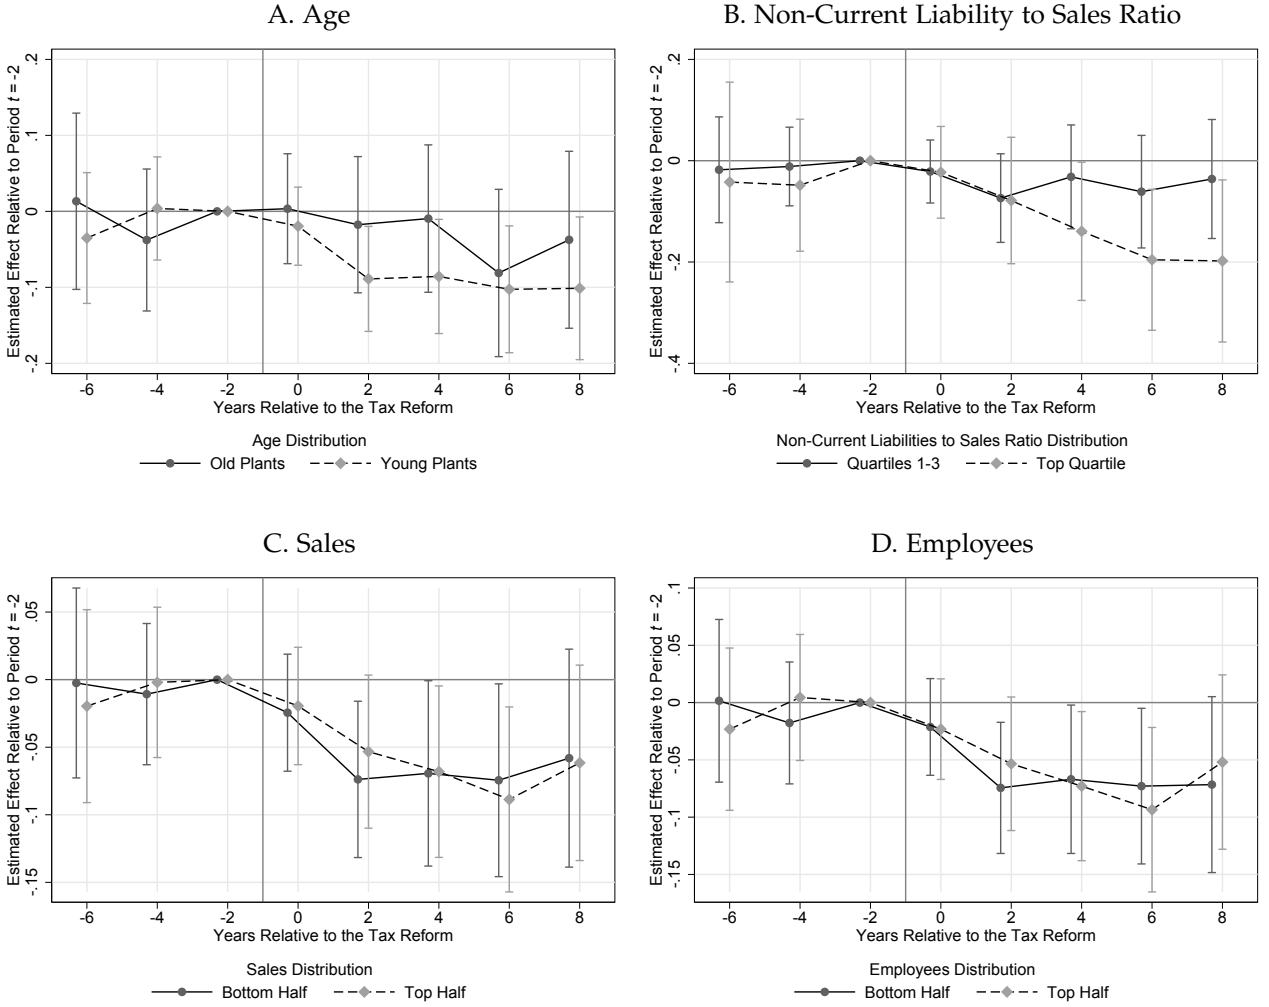 A. Age
Estimated Effect Relative to Period t = -2
.2
.1
0
-.1
-.2
-6 -4 -2 0 2 4 6 8
Years Relative to the Tax Reform
Age Distribution
Old Plants Young Plants
B. Non-Current Liability to Sales Ratio
Estimated Effect Relative to Period t = -2
.2
0
-.2
-.4
-6 -4 -2 0 2 4 6 8
Years Relative to the Tax Reform
Non-Current Liabilities to Sales Ratio Distribution
Quartiles 1-3 Top Quartile
C. Sales
Estimated Effect Relative to Period t = -2
.05
0
-.05
-.1
-.15
-6 -4 -2 0 2 4 6 8
Years Relative to the Tax Reform
Sales Distribution
Bottom Half Top Half
D. Employees
Estimated Effect Relative to Period t = -2
.1
.05
0
-.05
-.1
-.15
-6 -4 -2 0 2 4 6 8
Years Relative to the Tax Reform
Employees Distribution
Bottom Half Top Half